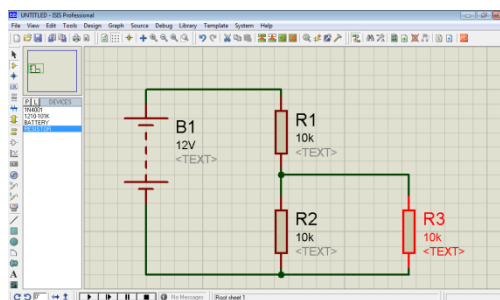 UNTITLED - ISIS Professional
File View Edit Tools Design Graph Source Debug Library Template System Help
P L DEVICES
1N4001
1210-101K
BATTERY
RESISTOR
B1
12V
<TEXT>
R1
10k
<TEXT>
R2
10k
<TEXT>
R3
10k
<TEXT>
No Messages Root sheet 1